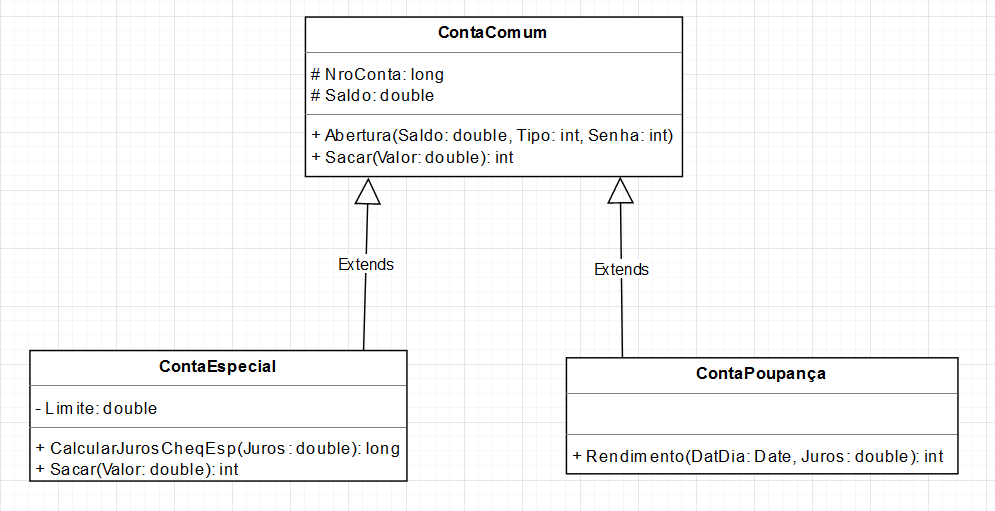 ContaComum
# NroConta: long
# Saldo: double
+ Abertura(Saldo: double, Tipo: int, Senha: int)
+ Sacar(Valor: double): int
Extends
Extends
ContaEspecial
- Limite: double
+ CalcularJurosCheqEsp(Juros: double): long
+ Sacar(Valor: double): int
ContaPoupança
+ Rendimento(DatDia: Date, Juros: double): int